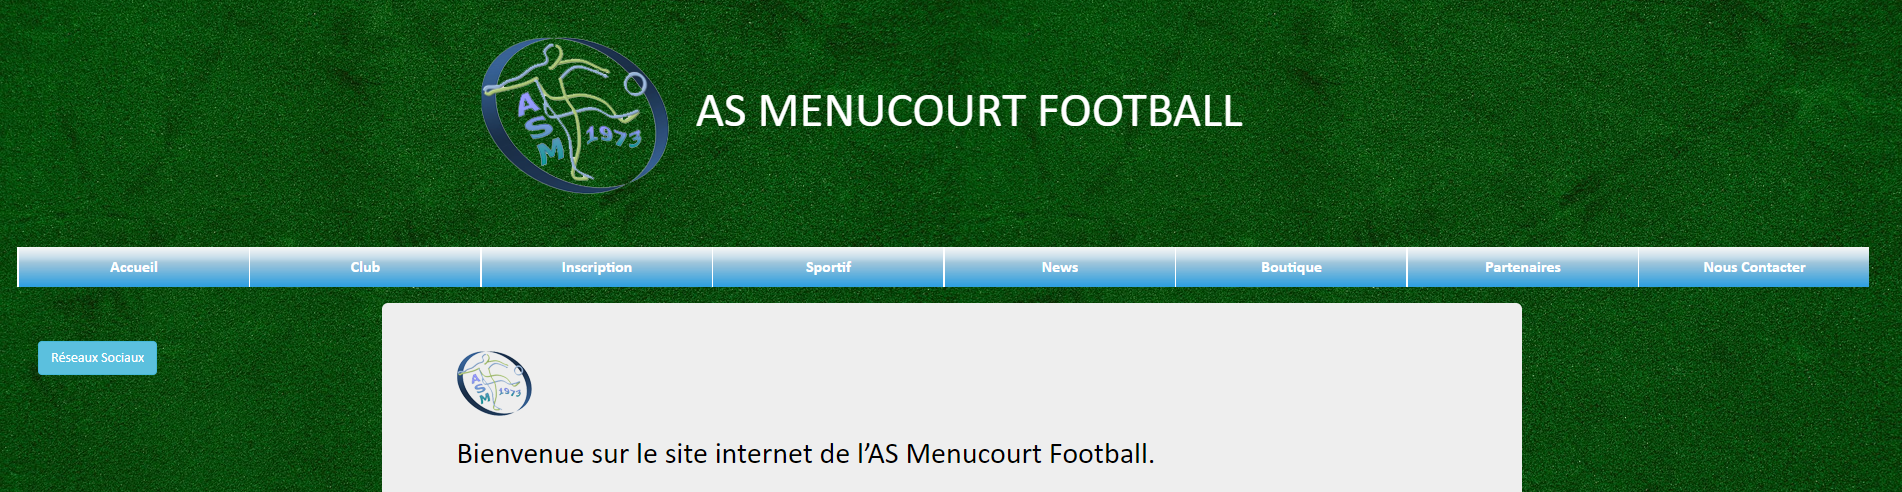 ASM
1973
AS MENUCOURT FOOTBALL
Accueil
Club
Inscription
Sportif
News
Boutique
Partenaires
Nous Contacter
Réseaux Sociaux
ASM
1973
Bienvenue sur le site internet de l’AS Menucourt Football.